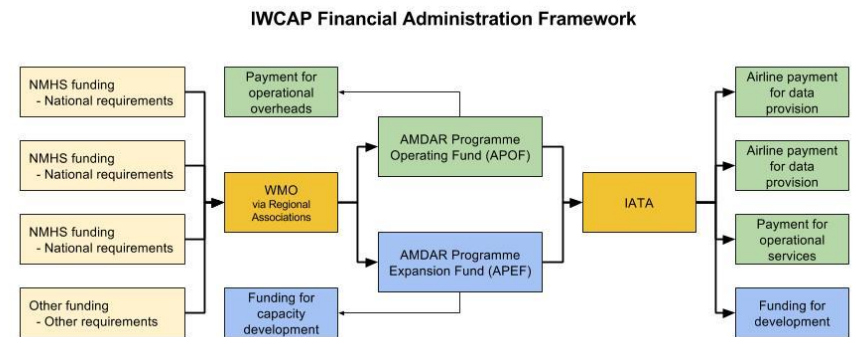 IWCAP Financial Administration Framework
NMHS funding
- National requirements
NMHS funding
- National requirements
NMHS funding
- National requirements
Other funding
- Other requirements
Payment for
operational
overheads
WMO
via Regional
Associations
Funding for
capacity
development
AMDAR Programme
Operating Fund (APOF)
AMDAR Programme
Expansion Fund (APEF)
IATA
Airline payment
for data
provision
Airline payment
for data
provision
Payment for
operational
services
Funding for
development